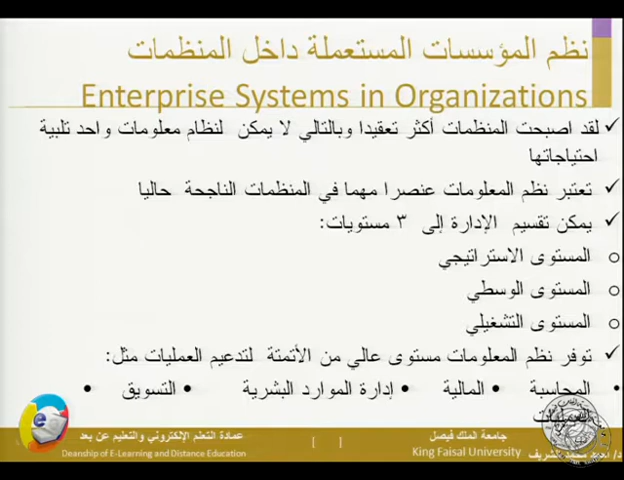 نظم المؤسسات المستعملة داخل المنظمات
Enterprise Systems in Organizations
✓ لقد اصبحت المنظمات أكثر تعقيدا وبالتالي لا يمكن لنظام معلومات واحد تلبية
احتياجاتها
✓ تعتبر نظم المعلومات عنصرا مهما في المنظمات الناجحة حاليا
✓ يمكن تقسيم الإدارة إلى ٣ مستويات:
o المستوى الاستراتيجي
o المستوى الوسطي
o المستوى التشغيلي
✓ توفر نظم المعلومات مستوى عالي من الأتمتة لتدعيم العمليات مثل:
• المحاسبة • المالية • إدارة الموارد البشرية • التسويق •
العمليات
جامعة الملك فيصل [ ] عمادة التعلم الإلكتروني والتعليم عن بعد
King Faisal University Deanship of E-Learning and Distance Education
محمد الشريف